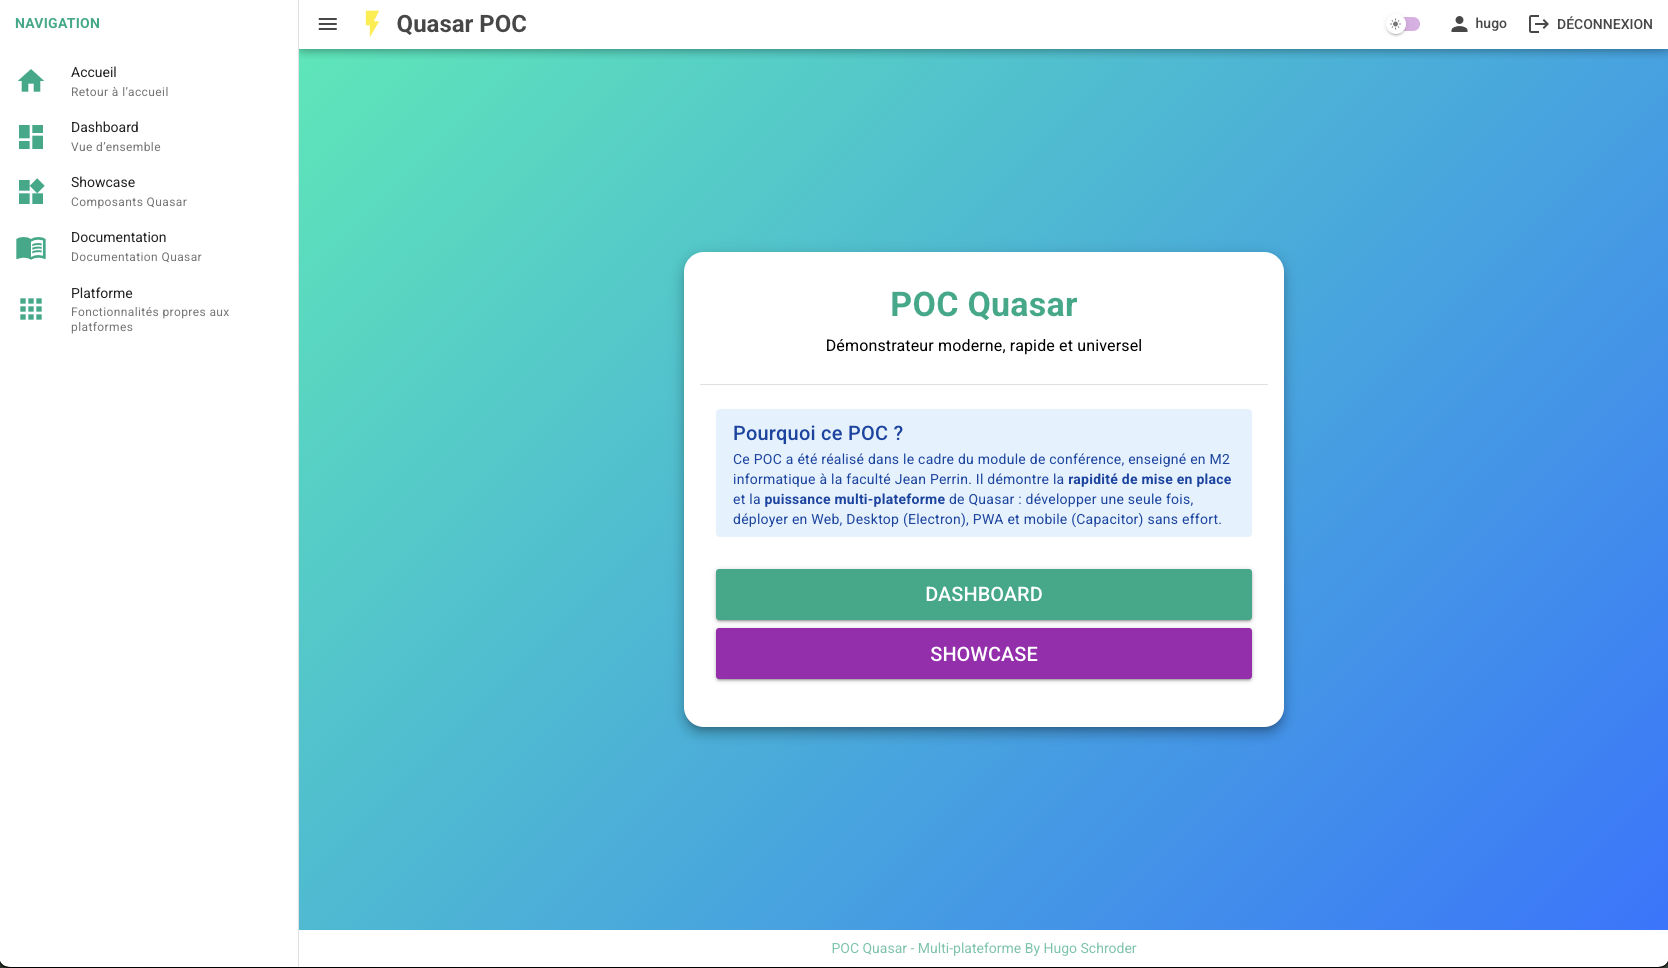 NAVIGATION
Accueil
Retour à l'accueil
Dashboard
Vue d'ensemble
Showcase
Composants Quasar
Documentation
Documentation Quasar
Platforme
Fonctionnalités propres aux
platformes
Quasar POC
hugo
DÉCONNEXION
POC Quasar
Démonstrateur moderne, rapide et universel
Pourquoi ce POC ?
Ce POC a été réalisé dans le cadre du module de conférence, enseigné en M2
informatique à la faculté Jean Perrin. Il démontre la rapidité de mise en place
et la puissance multi-plateforme de Quasar : développer une seule fois,
déployer en Web, Desktop (Electron), PWA et mobile (Capacitor) sans effort.
DASHBOARD
SHOWCASE
POC Quasar - Multi-plateforme By Hugo Schroder